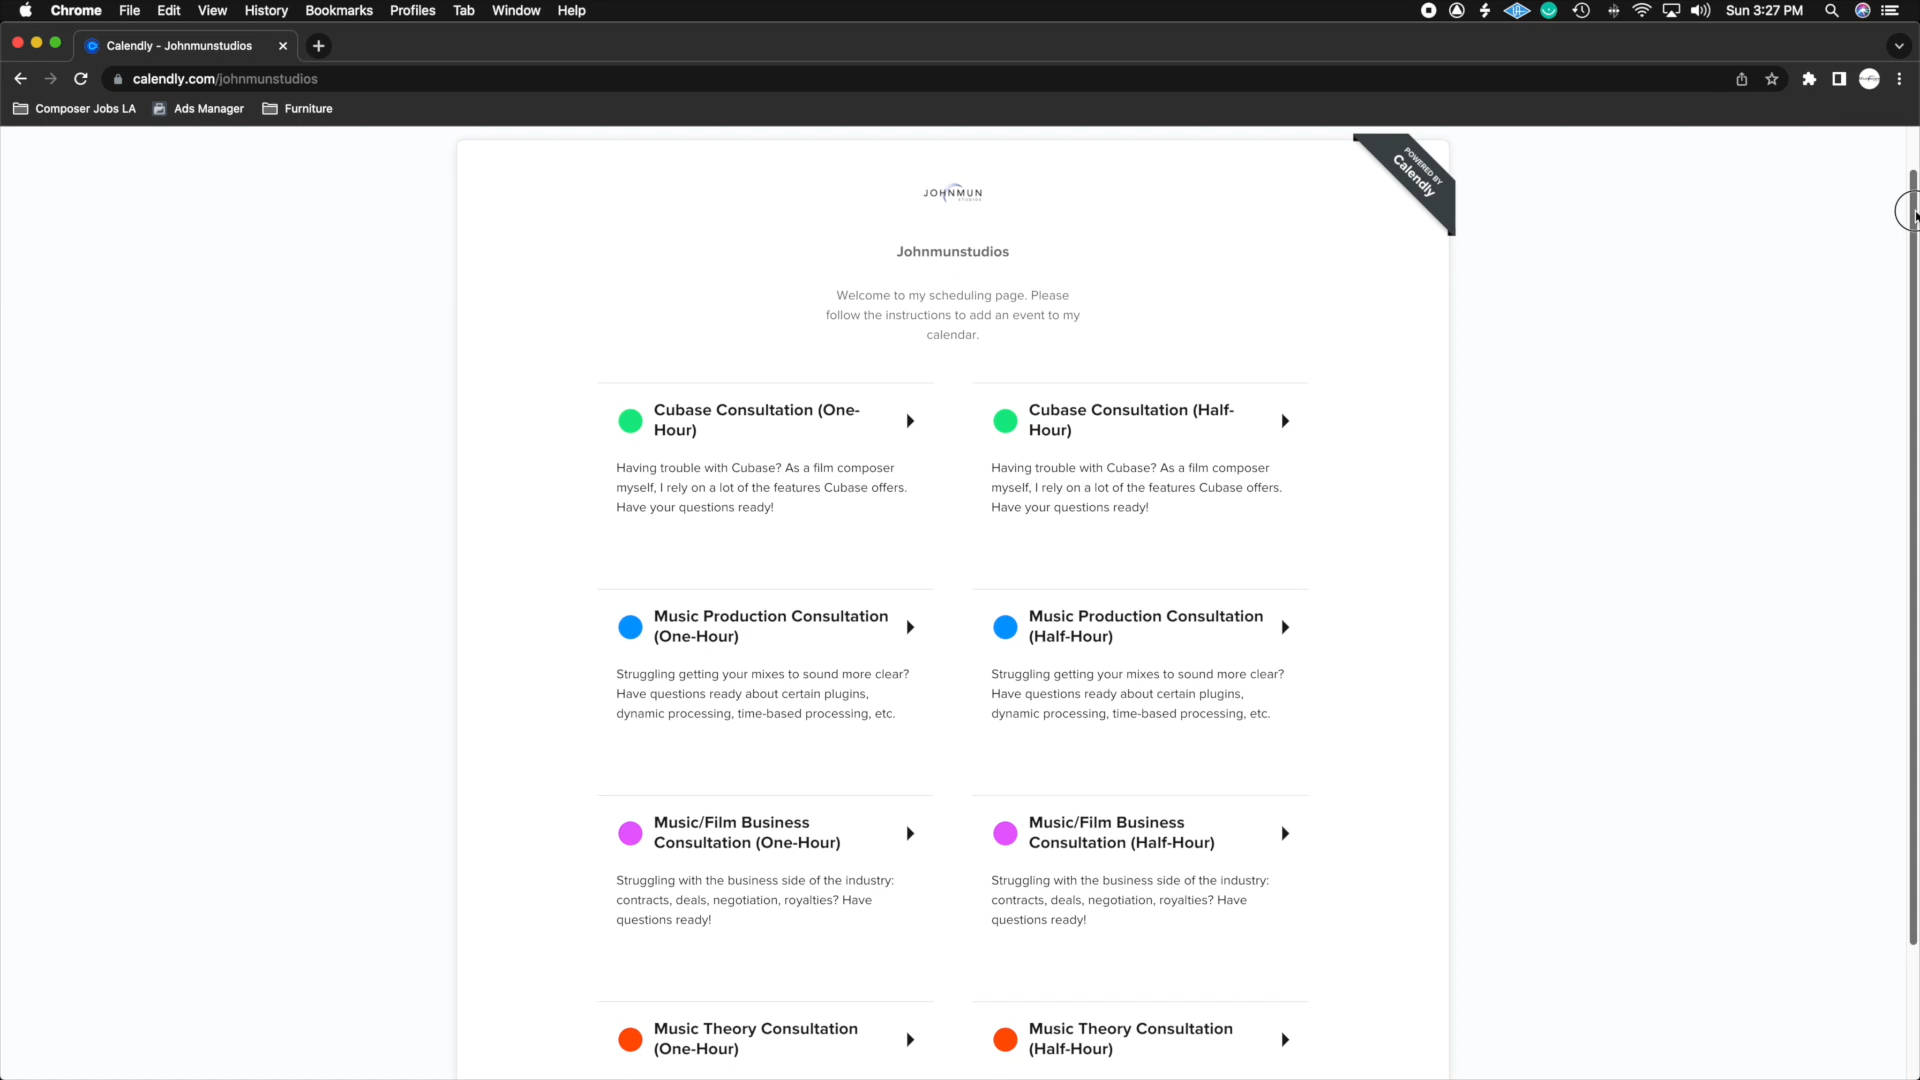 Chrome File Edit View History Bookmarks Profiles Tab Window Help
Sun 3:27 PM
Calendly - Johnmunstudios
calendly.com/johnmunstudios
Composer Jobs LA Ads Manager Furniture
POWERED BY
Calendly
JOHNMUN
STUDIOS
Johnmunstudios
Welcome to my scheduling page. Please
follow the instructions to add an event to my
calendar.
Cubase Consultation (One-
Hour)
Having trouble with Cubase? As a film composer
myself, I rely on a lot of the features Cubase offers.
Have your questions ready!
Cubase Consultation (Half-
Hour)
Having trouble with Cubase? As a film composer
myself, I rely on a lot of the features Cubase offers.
Have your questions ready!
Music Production Consultation
(One-Hour)
Struggling getting your mixes to sound more clear?
Have questions ready about certain plugins,
dynamic processing, time-based processing, etc.
Music Production Consultation
(Half-Hour)
Struggling getting your mixes to sound more clear?
Have questions ready about certain plugins,
dynamic processing, time-based processing, etc.
Music/Film Business
Consultation (One-Hour)
Struggling with the business side of the industry:
contracts, deals, negotiation, royalties? Have
questions ready!
Music/Film Business
Consultation (Half-Hour)
Struggling with the business side of the industry:
contracts, deals, negotiation, royalties? Have
questions ready!
Music Theory Consultation
(One-Hour)
Music Theory Consultation
(Half-Hour)